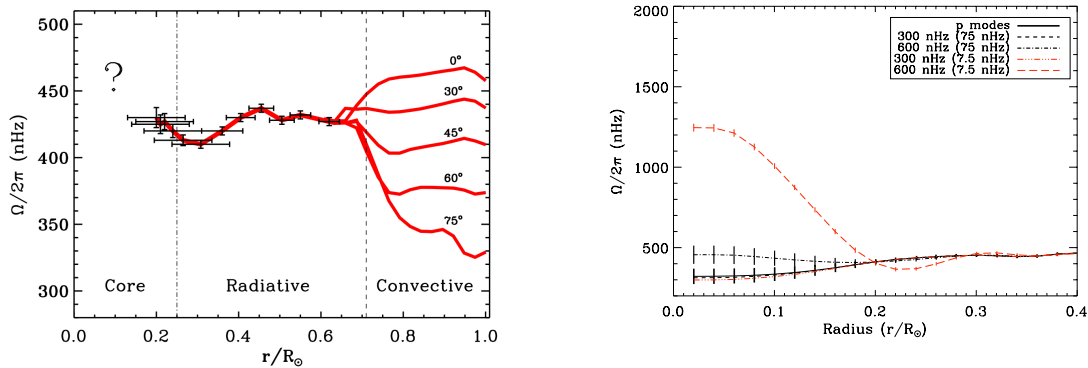 500
450
400
350
300
Ω/2π (nHz)
?
0°
30°
45°
60°
75°
Core
Radiative
Convective
0.0
0.2
0.4
0.6
0.8
1.0
r/R⊙
2000
1500
1000
500
Ω/2π (nHz)
p modes
300 nHz (75 nHz)
600 nHz (75 nHz)
300 nHz (7.5 nHz)
600 nHz (7.5 nHz)
0.0
0.1
0.2
0.3
0.4
Radius (r/R⊙)